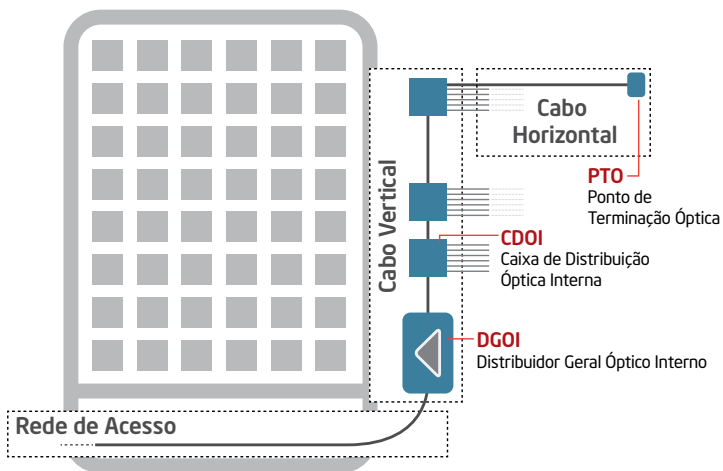 Cabo
Horizontal
PTO
Ponto de
Terminação Óptica
Cabo Vertical
CDOI
Caixa de Distribuição
Óptica Interna
DGOI
Distribuidor Geral Óptico Interno
Rede de Acesso